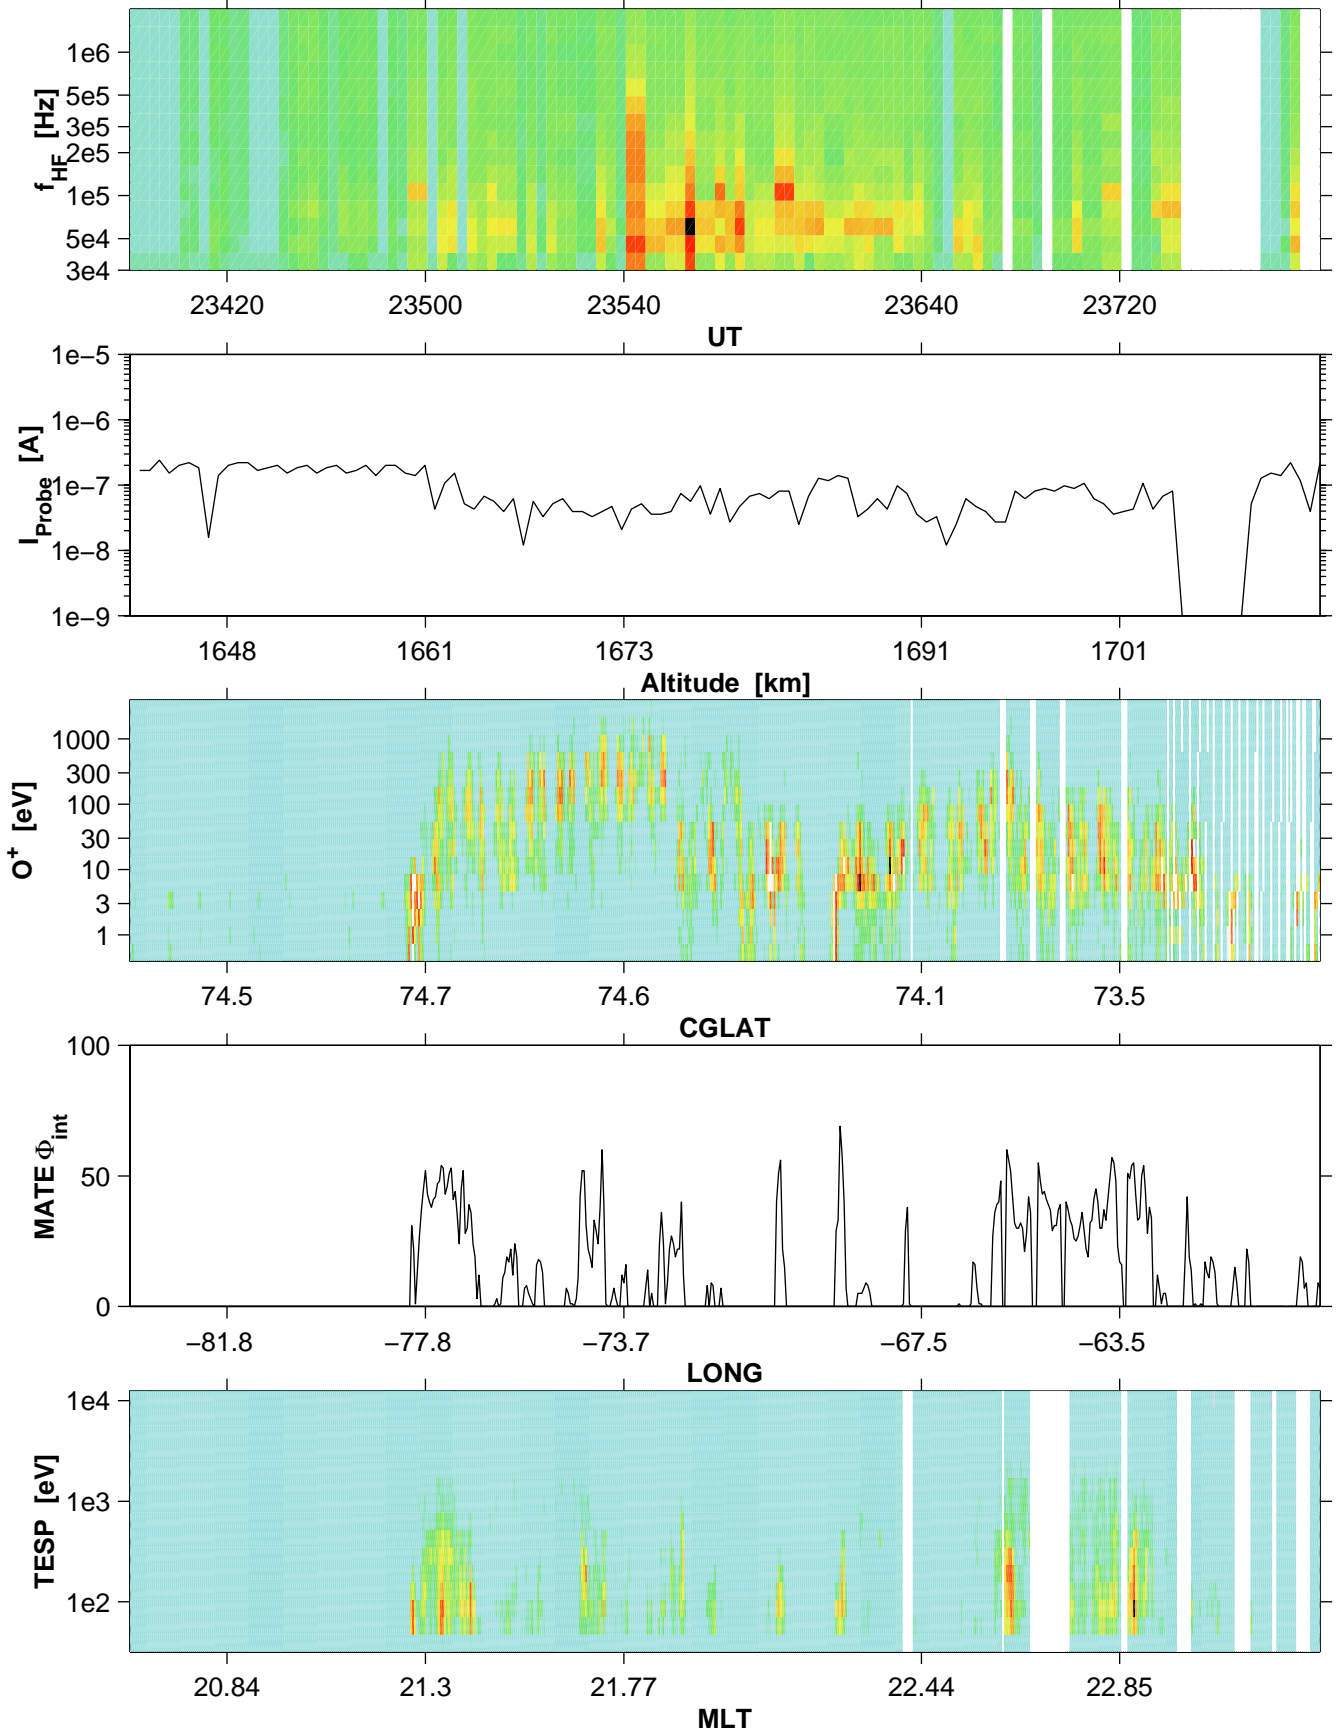 f_HF [Hz]
1e6
5e5
3e5
2e5
1e5
5e4
3e4
23420 23500 23540 23640 23720
UT
I_Probe [A]
1e−5
1e−6
1e−7
1e−8
1e−9
1648 1661 1673 1691 1701
Altitude [km]
O⁺ [eV]
1000
300
100
30
10
3
1
74.5 74.7 74.6 74.1 73.5
CGLAT
MATE Φ_int
100
50
0
−81.8 −77.8 −73.7 −67.5 −63.5
LONG
TESP [eV]
1e4
1e3
1e2
20.84 21.3 21.77 22.44 22.85
MLT